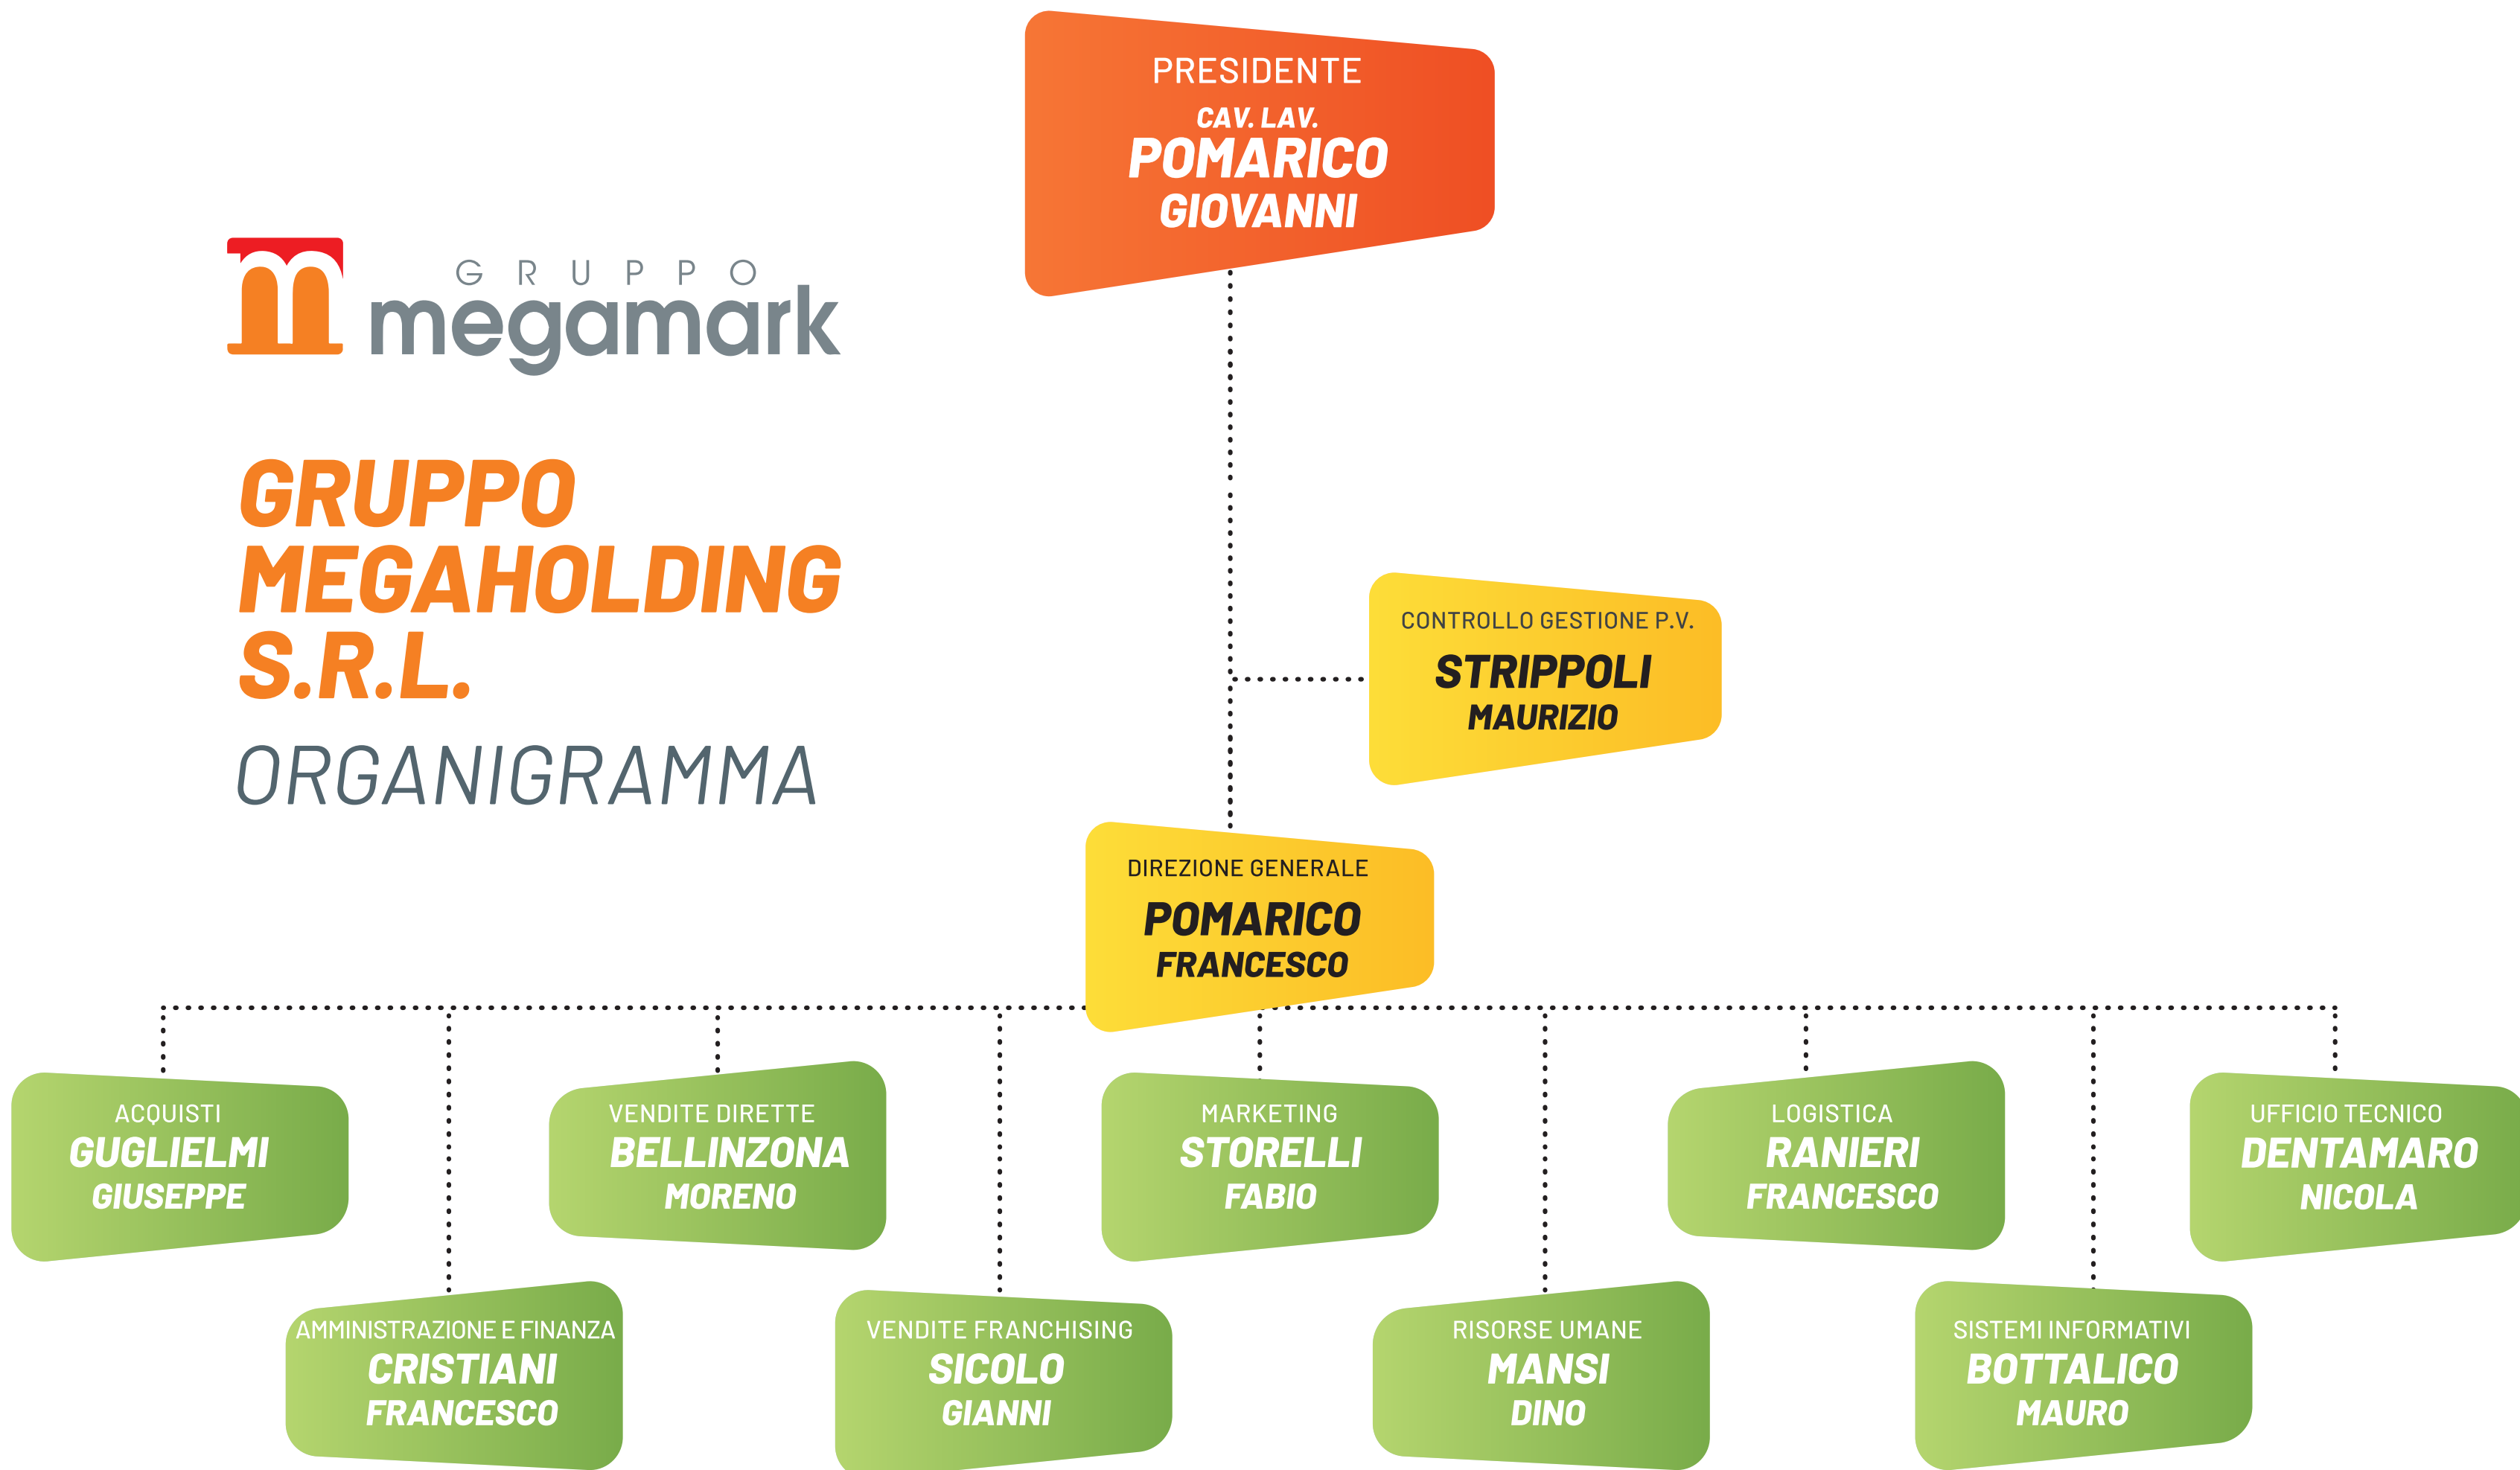 PRESIDENTE
CAV. LAV.
POMARICO
GIOVANNI
GRUPPO
megamark
GRUPPO
MEGAHOLDING
S.R.L.
ORGANIGRAMMA
CONTROLLO GESTIONE P.V.
STRIPPOLI
MAURIZIO
DIREZIONE GENERALE
POMARICO
FRANCESCO
ACQUISTI
GUGLIELMI
GIUSEPPE
VENDITE DIRETTE
BELLINZONA
MORENO
MARKETING
STORELLI
FABIO
LOGISTICA
RANIERI
FRANCESCO
UFFICIO TECNICO
DENTAMARO
NICOLA
AMMINISTRAZIONE E FINANZA
CRISTIANI
FRANCESCO
VENDITE FRANCHISING
SICOLO
GIANNI
RISORSE UMANE
MANSI
DINO
SISTEMI INFORMATIVI
BOTTALICO
MAURO